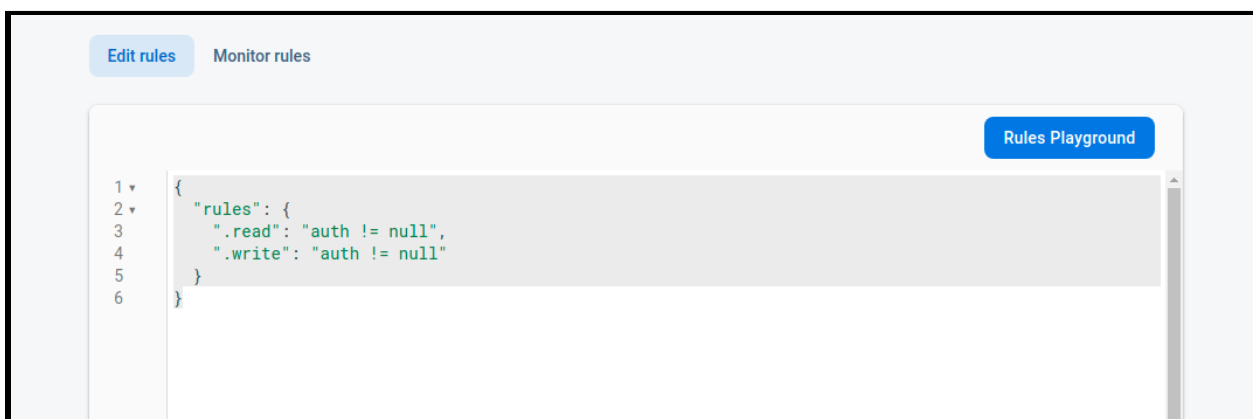 Edit rules Monitor rules
Rules Playground
1 {
2 "rules": {
3 ".read": "auth != null",
4 ".write": "auth != null"
5 }
6 }